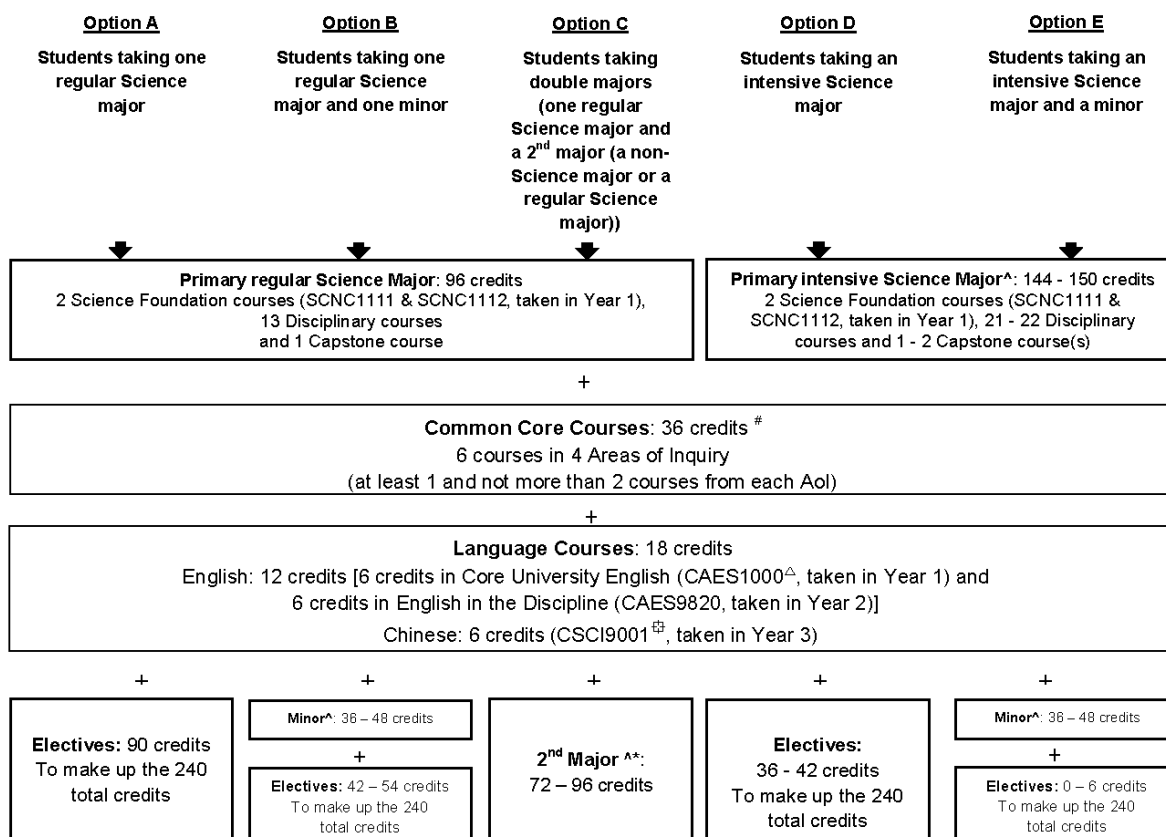 Option A
Students taking one
regular Science
major
Option B
Students taking one
regular Science
major and one minor
Option C
Students taking
double majors
(one regular
Science major and
a 2nd major (a non-
Science major or a
regular Science
major))
Option D
Students taking an
intensive Science
major
Option E
Students taking an
intensive Science
major and a minor
Primary regular Science Major: 96 credits
2 Science Foundation courses (SCNC1111 & SCNC1112, taken in Year 1),
13 Disciplinary courses
and 1 Capstone course
Primary intensive Science Major^: 144 - 150 credits
2 Science Foundation courses (SCNC1111 &
SCNC1112, taken in Year 1), 21 - 22 Disciplinary
courses and 1 - 2 Capstone course(s)
+
Common Core Courses: 36 credits #
6 courses in 4 Areas of Inquiry
(at least 1 and not more than 2 courses from each AoI)
+
Language Courses: 18 credits
English: 12 credits [6 credits in Core University English (CAES1000△, taken in Year 1) and
6 credits in English in the Discipline (CAES9820, taken in Year 2)]
Chinese: 6 credits (CSCI9001⌖, taken in Year 3)
+ + + + +
Electives: 90 credits
To make up the 240
total credits
Minor^: 36 – 48 credits
+
Electives: 42 – 54 credits
To make up the 240
total credits
2nd Major ^*:
72 – 96 credits
Electives:
36 - 42 credits
To make up the 240
total credits
Minor^: 36 – 48 credits
+
Electives: 0 – 6 credits
To make up the 240
total credits